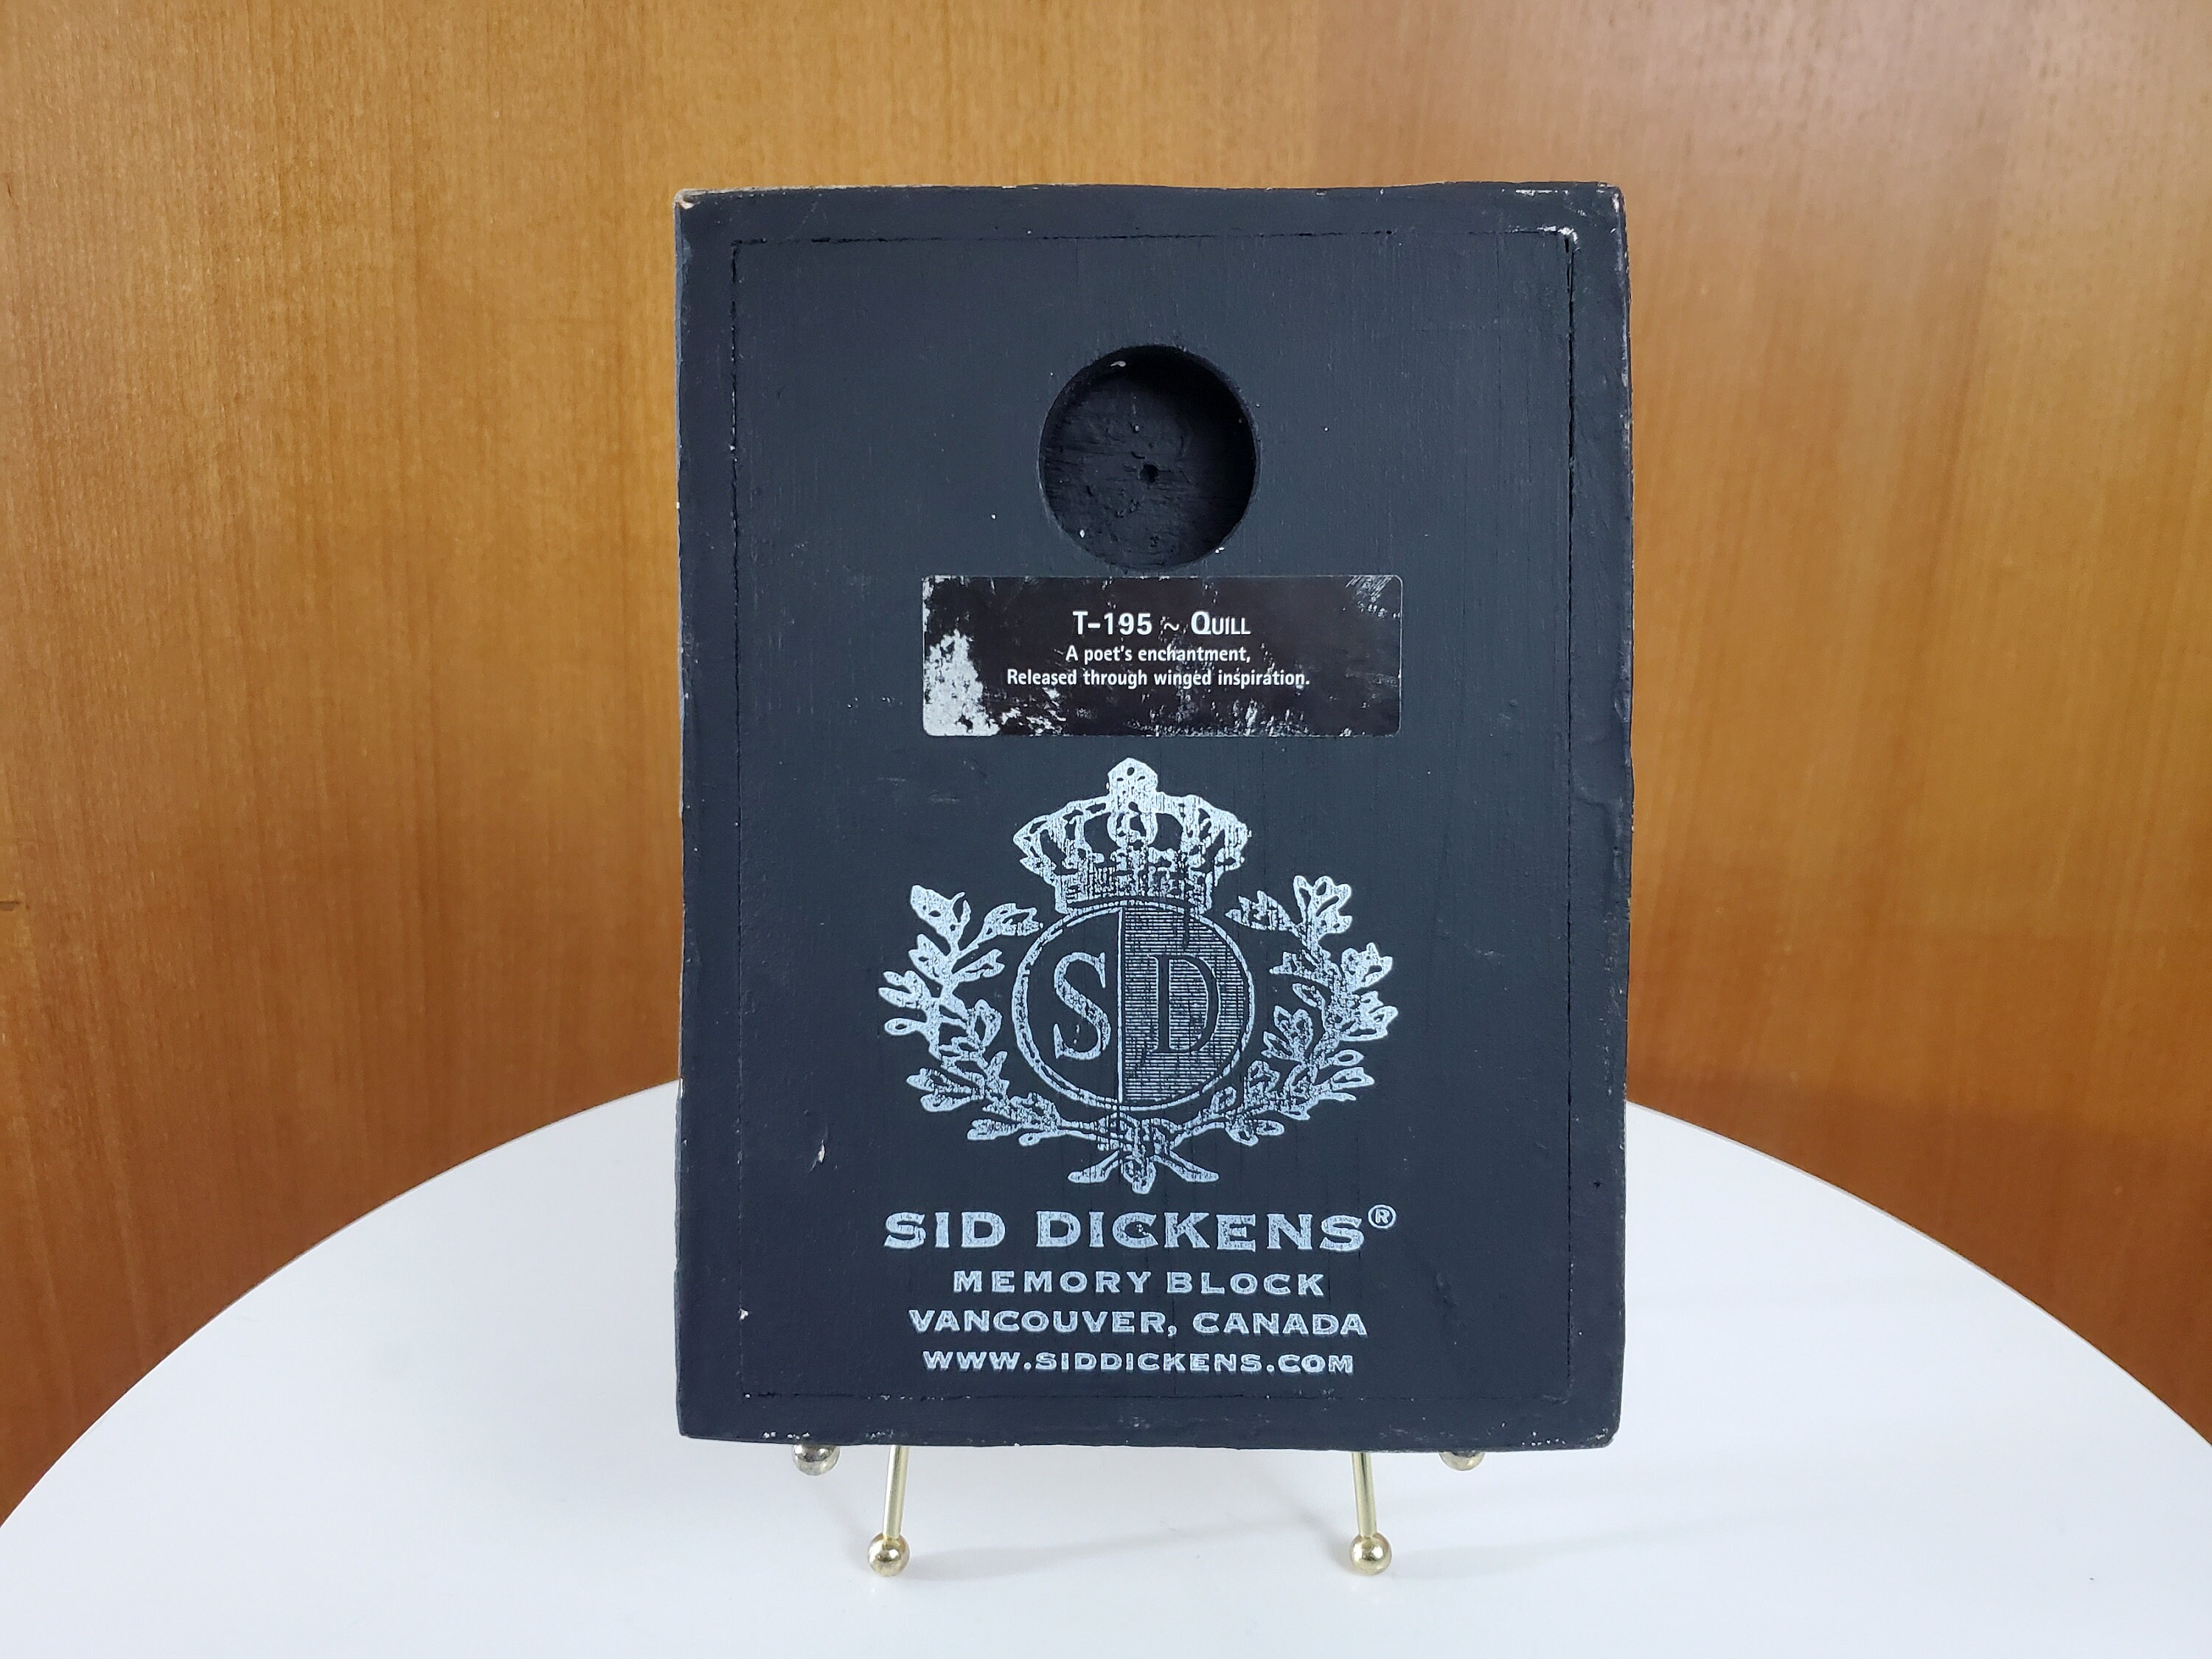 T-195 ~ QUILL
A poet's enchantment,
Released through winged inspiration.
SD
SID DICKENS®
MEMORY BLOCK
VANCOUVER, CANADA
WWW.SIDDICKENS.COM